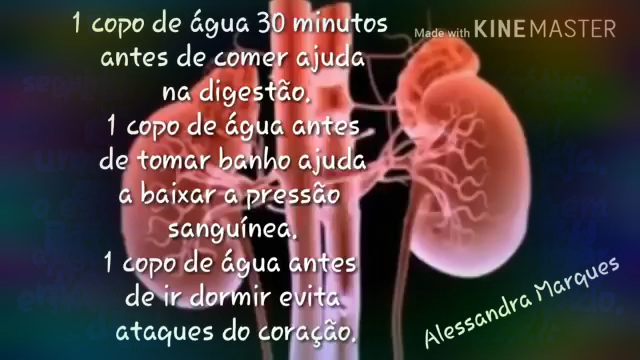 1 copo de água 30 minutos
antes de comer ajuda
na digestão.
1 copo de água antes
de tomar banho ajuda
a baixar a pressão
sanguínea.
1 copo de água antes
de ir dormir evita
ataques do coração.
Made with KINEMASTER
Alessandra Marques